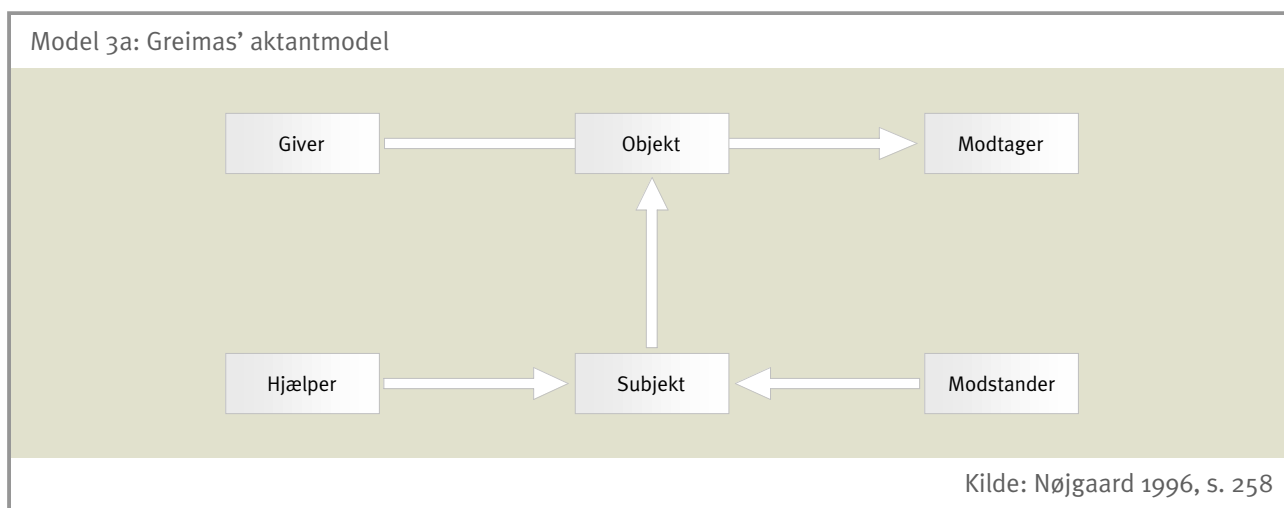 Model 3a: Greimas’ aktantmodel
Giver Objekt Modtager
Hjælper Subjekt Modstander
Kilde: Nøjgaard 1996, s. 258